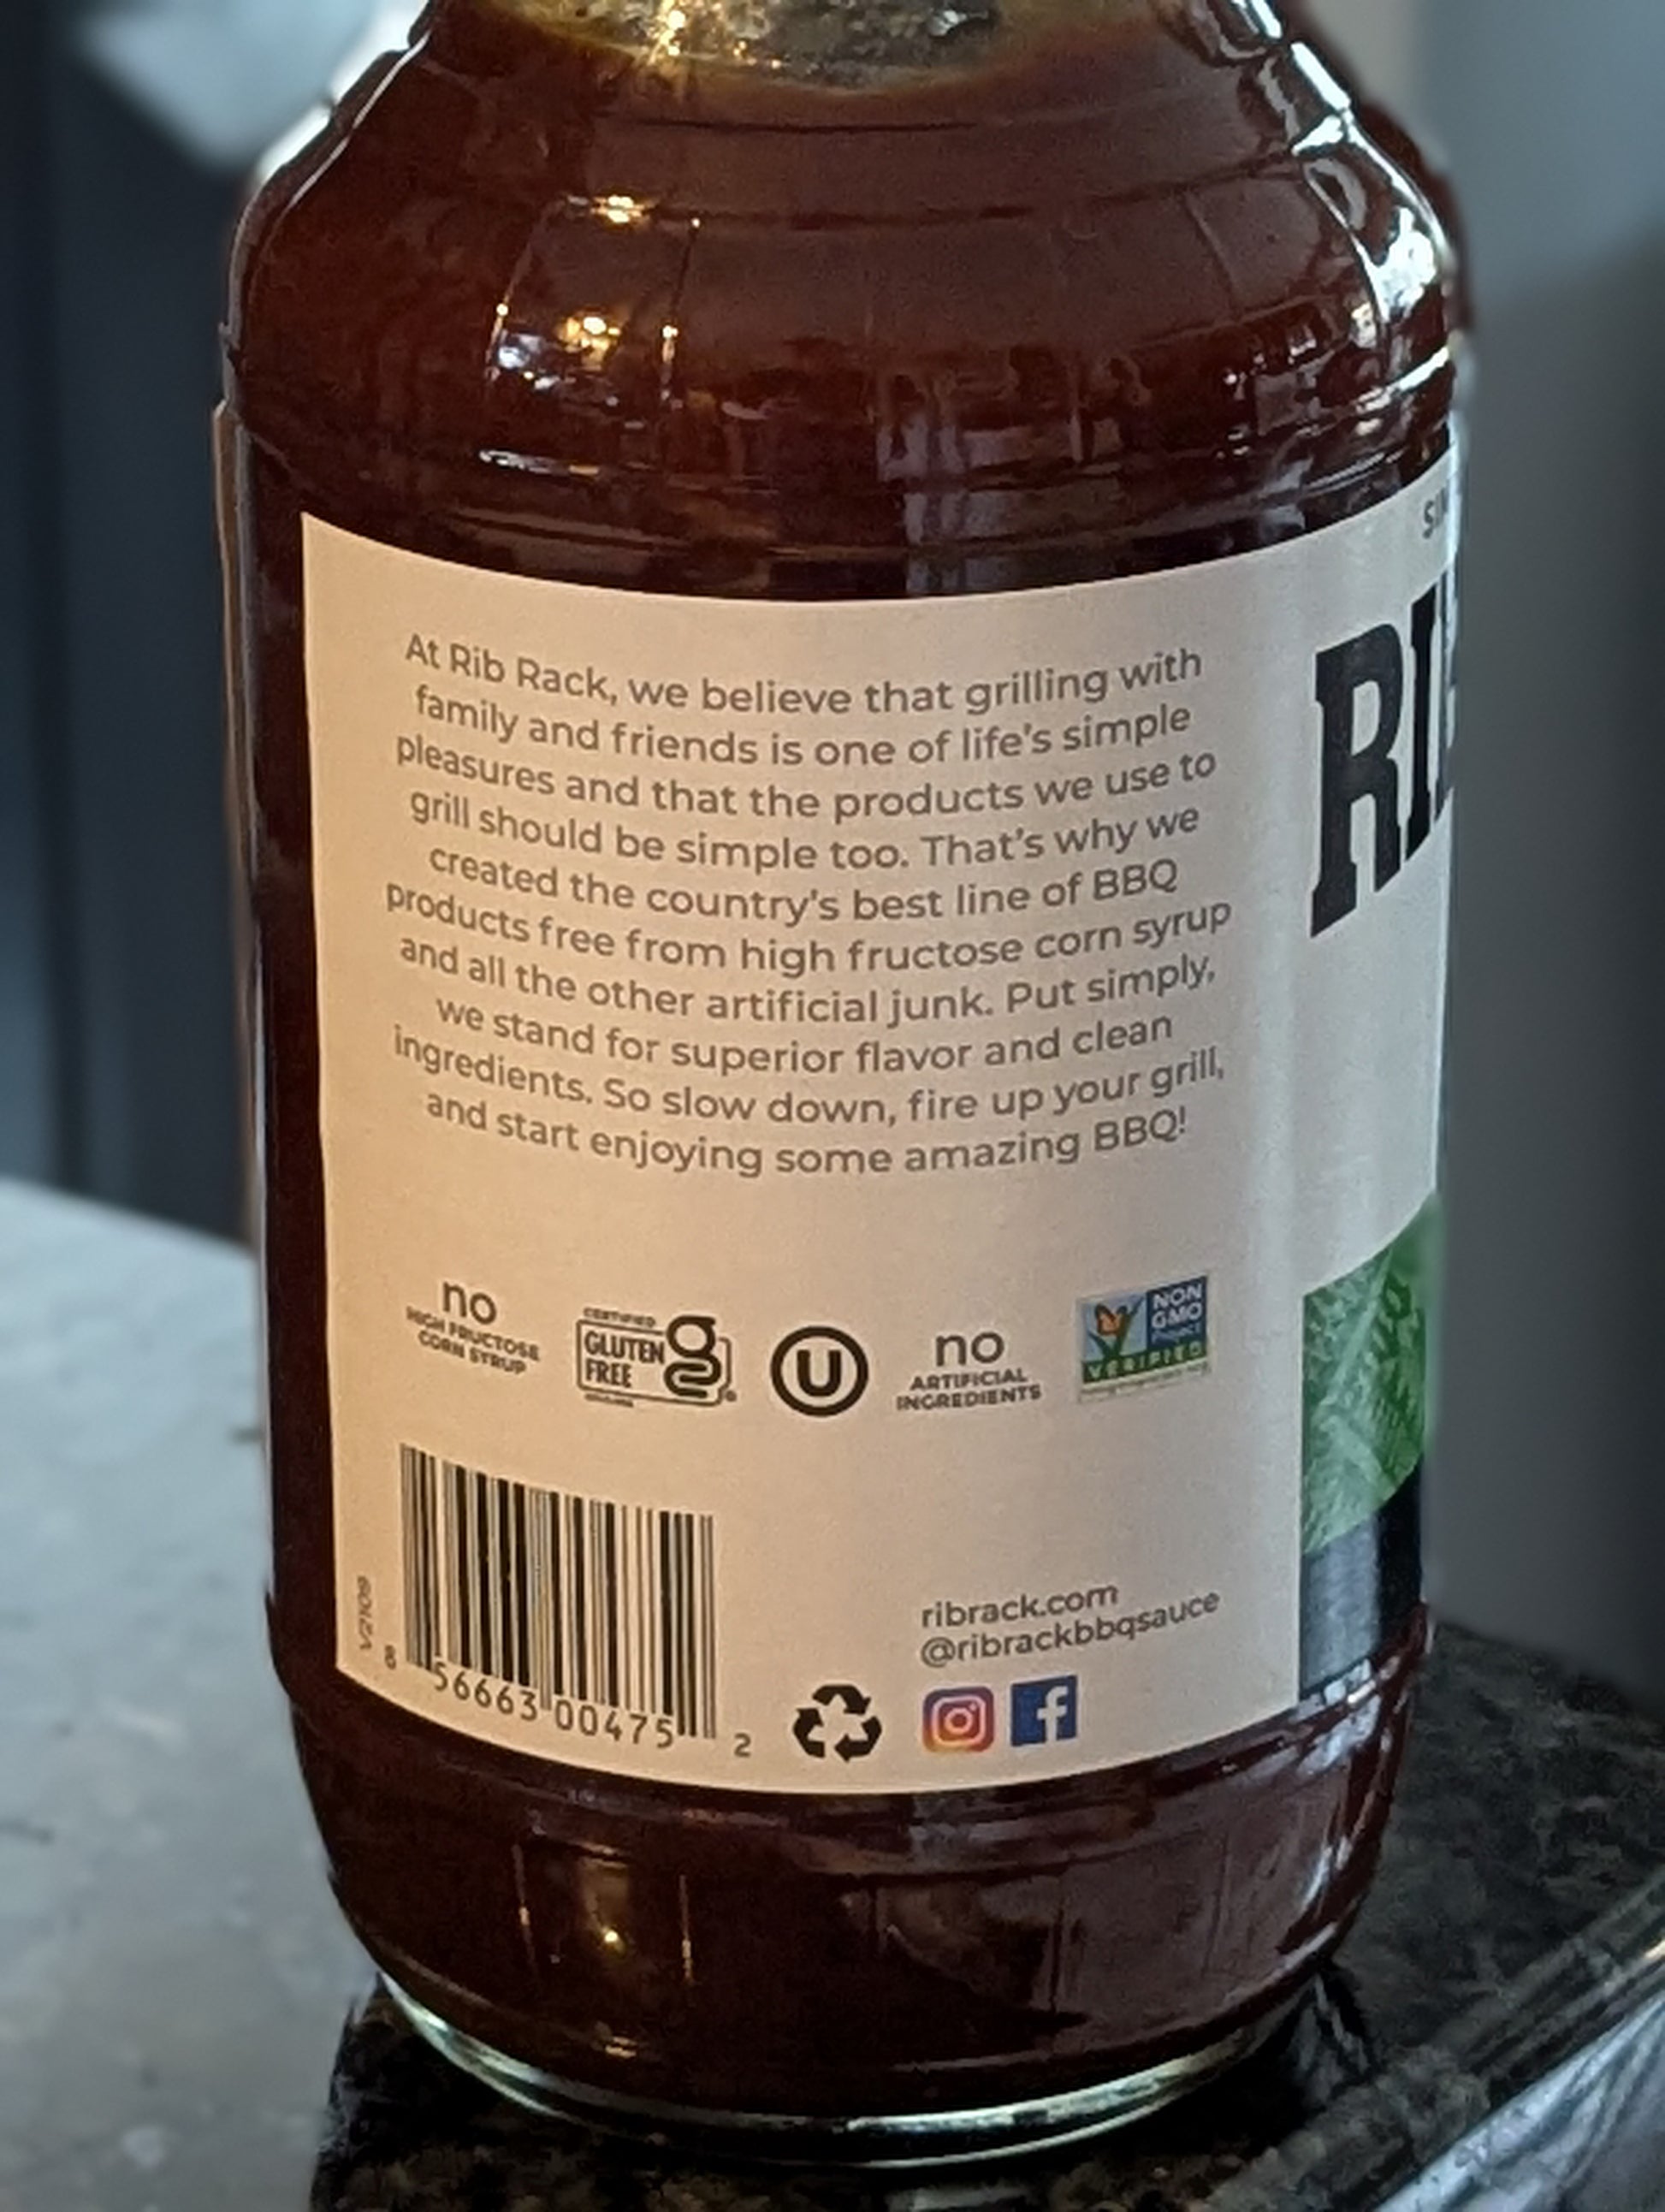 At Rib Rack, we believe that grilling with
family and friends is one of life's simple
pleasures and that the products we use to
grill should be simple too. That's why we
created the country's best line of BBQ
products free from high fructose corn syrup
and all the other artificial junk. Put simply,
we stand for superior flavor and clean
ingredients. So slow down, fire up your grill,
and start enjoying some amazing BBQ!
no
HIGH FRUCTOSE
CORN SYRUP
CERTIFIED
GLUTEN
FREE
U
no
ARTIFICIAL
INGREDIENTS
NON
GMO
Project
VERIFIED
V2109
8 56663 00475 2
ribrack.com
@ribrackbbqsauce